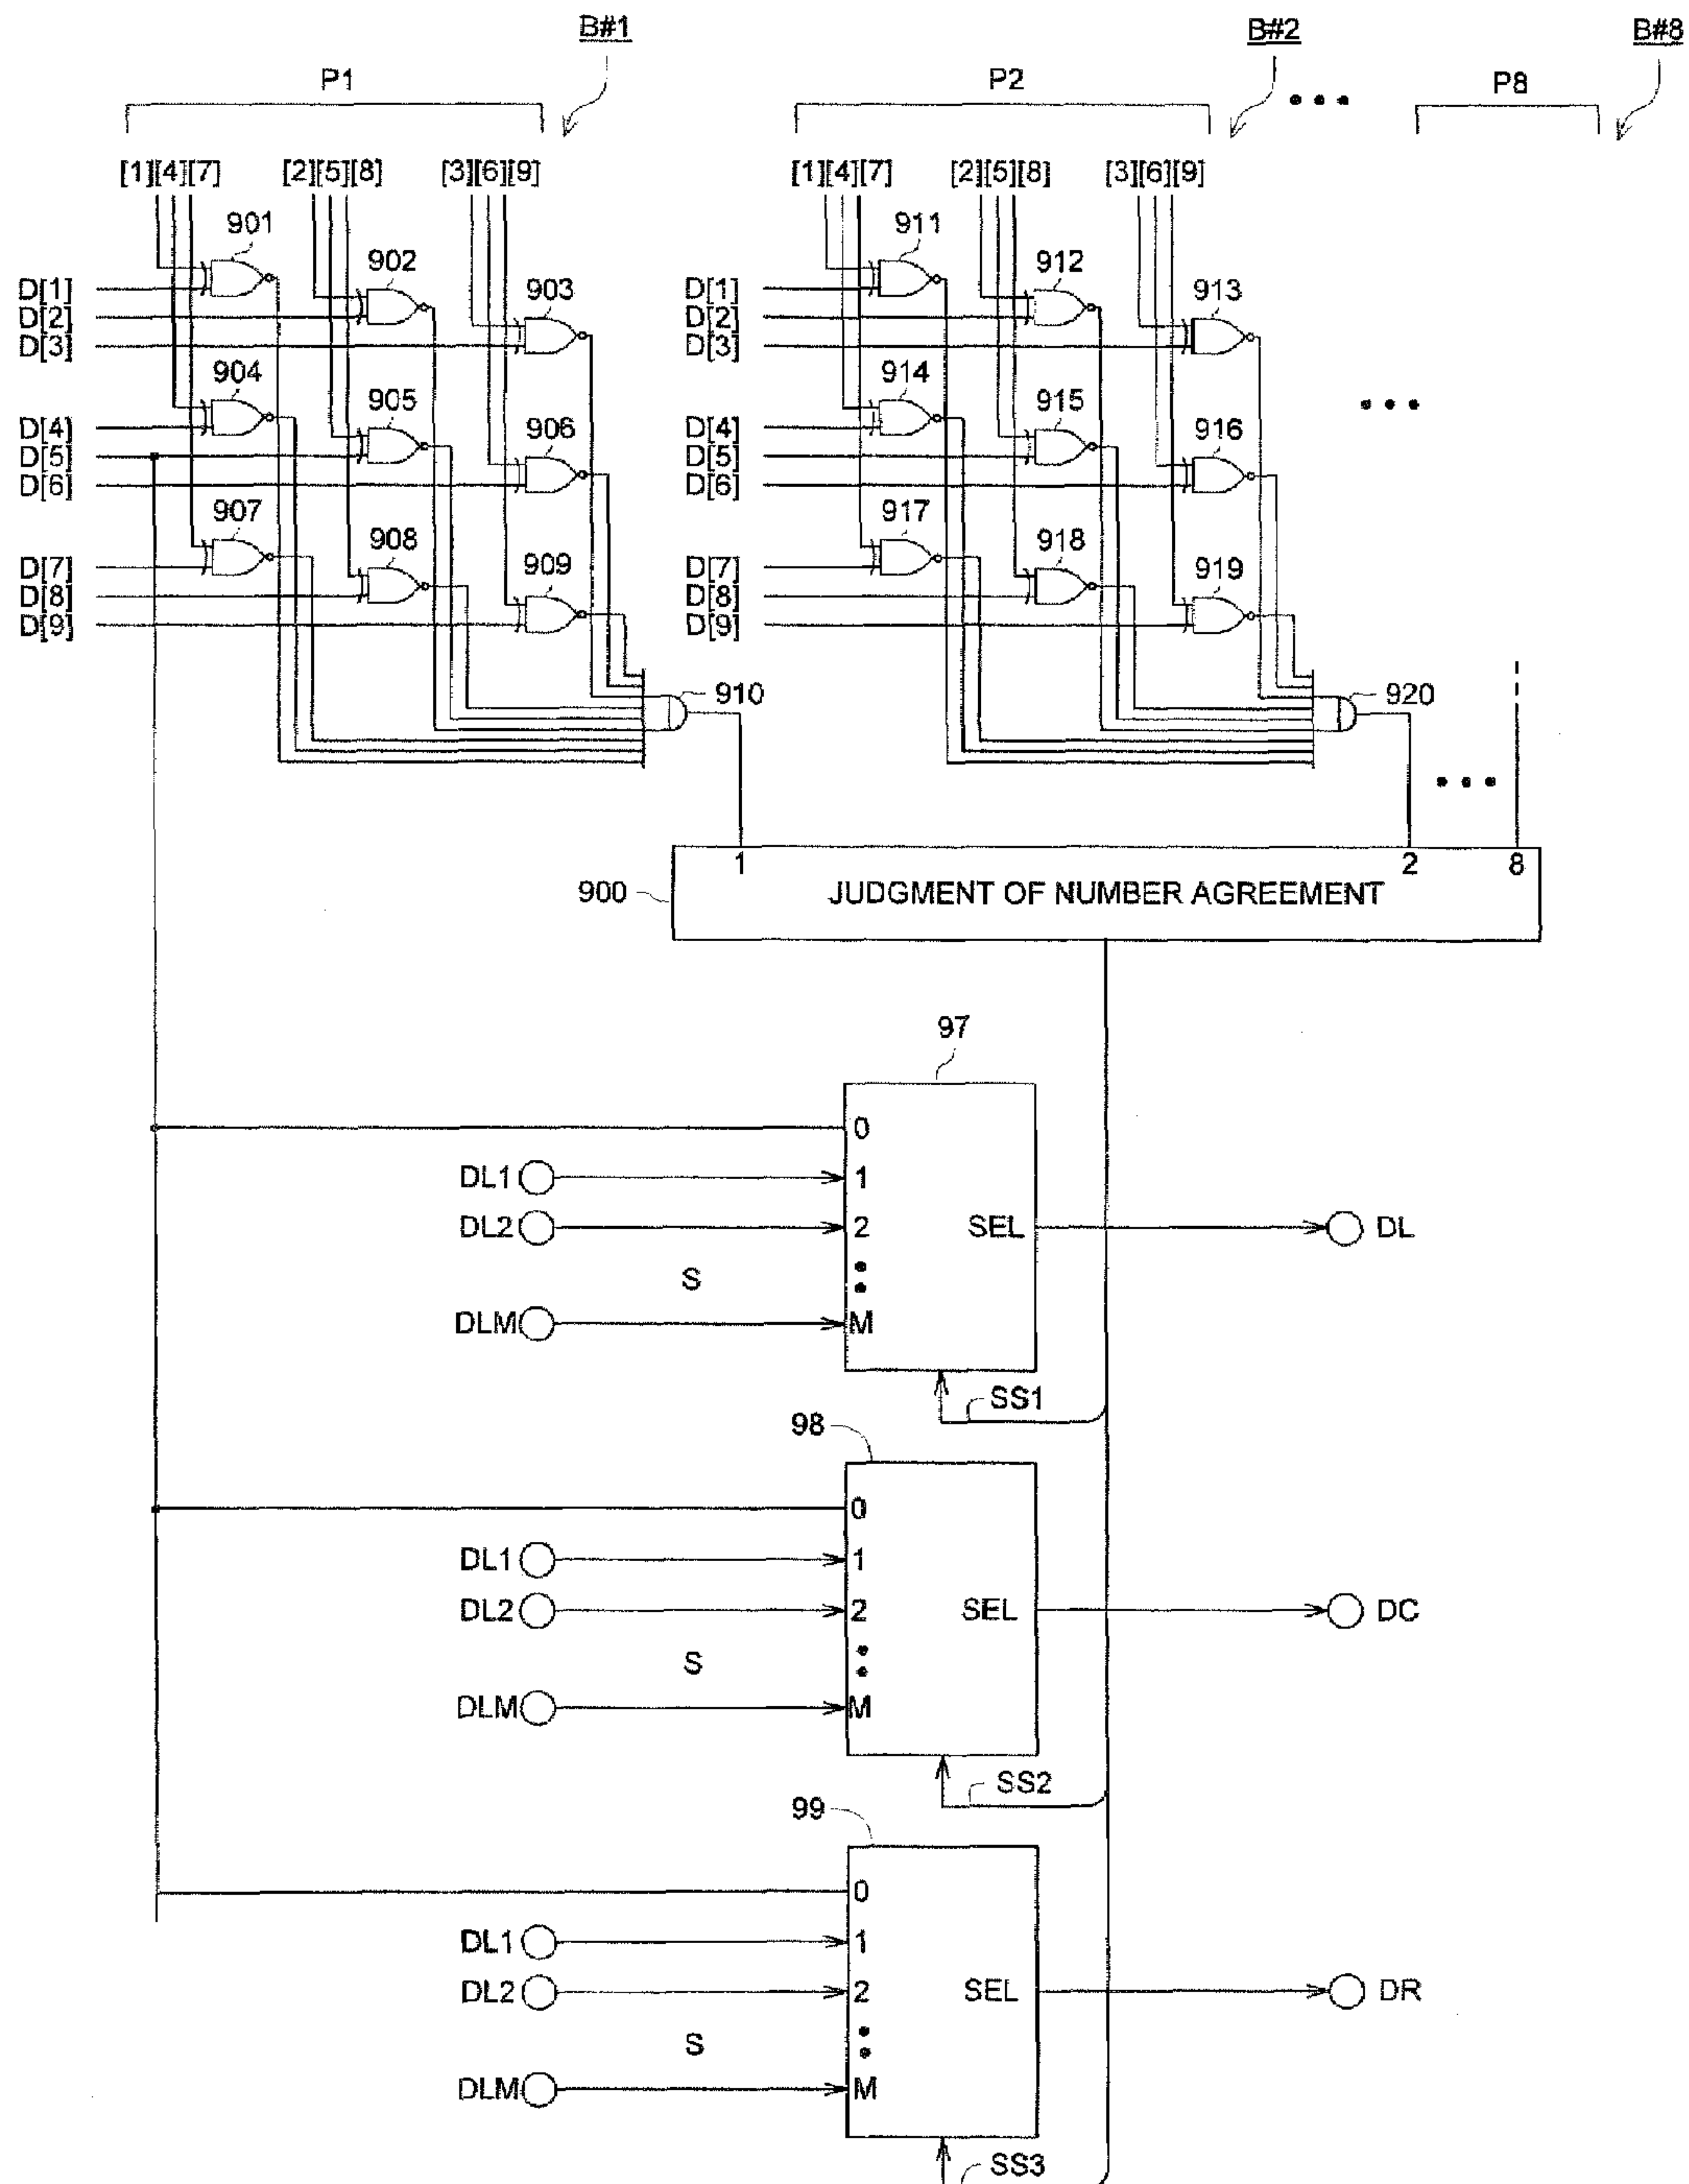 B#1
B#2
B#8
P1
P2
P8
[1][4][7] [2][5][8] [3][6][9]
[1][4][7] [2][5][8] [3][6][9]
901
902
903
911
912
913
D[1]
D[2]
D[3]
D[1]
D[2]
D[3]
904
905
906
914
915
916
D[4]
D[5]
D[6]
D[4]
D[5]
D[6]
907
908
909
917
918
919
D[7]
D[8]
D[9]
D[7]
D[8]
D[9]
910
920
1
2
8
900
JUDGMENT OF NUMBER AGREEMENT
97
0
DL1
1
DL2
2
SEL
DL
S
DLM
M
SS1
98
0
DL1
1
DL2
2
SEL
DC
S
DLM
M
SS2
99
0
DL1
1
DL2
2
SEL
DR
S
DLM
M
SS3